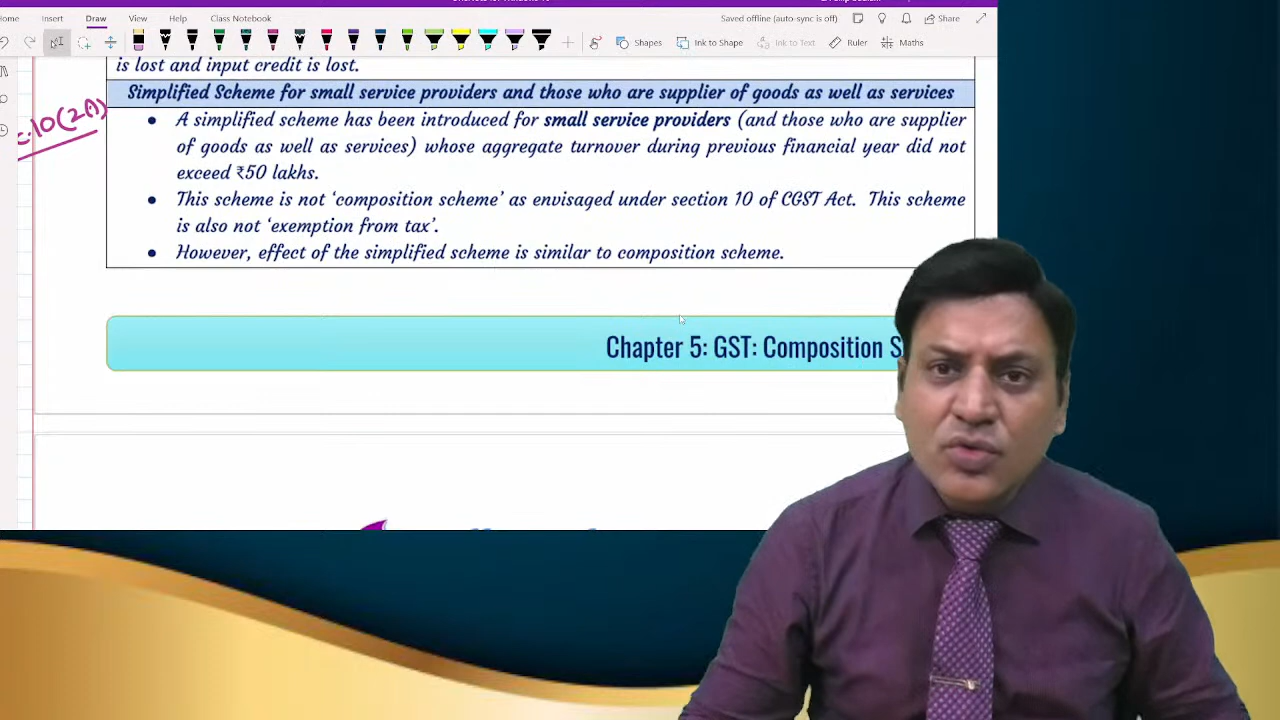 Saved offline (auto-sync is off)
Insert Draw View Help Class Notebook Share
Shapes Ink to Shape Ink to Text Ruler Maths
is lost and input credit is lost.
Simplified Scheme for small service providers and those who are supplier of goods as well as services
10(2A)
• A simplified scheme has been introduced for small service providers (and those who are supplier
of goods as well as services) whose aggregate turnover during previous financial year did not
exceed ₹50 lakhs.
• This scheme is not ‘composition scheme’ as envisaged under section 10 of CGST Act. This scheme
is also not ‘exemption from tax’.
• However, effect of the simplified scheme is similar to composition scheme.
Chapter 5: GST: Composition S